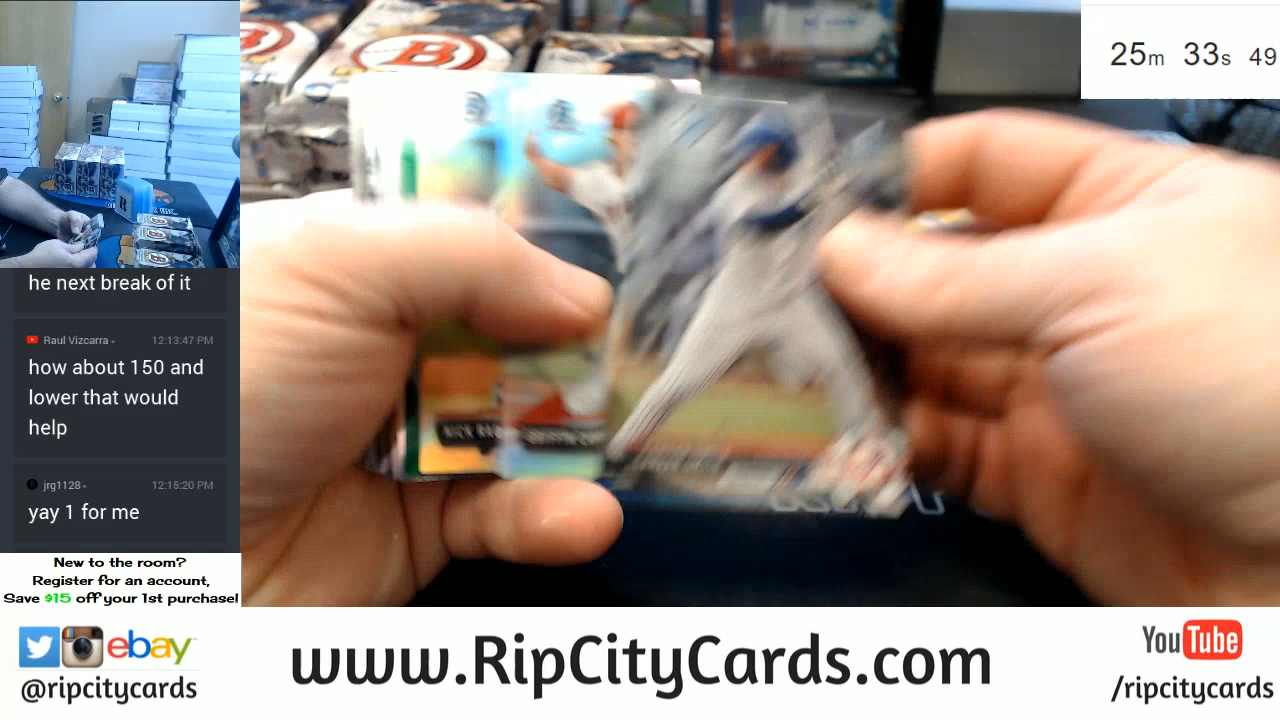 25m 33s 49
he next break of it
Raul Vizcarra
12:13:47 PM
how about 150 and
lower that would
help
jrg1128
12:15:20 PM
yay 1 for me
New to the room?
Register for an account,
Save $15 off your 1st purchase!
B
B
ebay
@ripcitycards
www.RipCityCards.com
YouTube
/ripcitycards